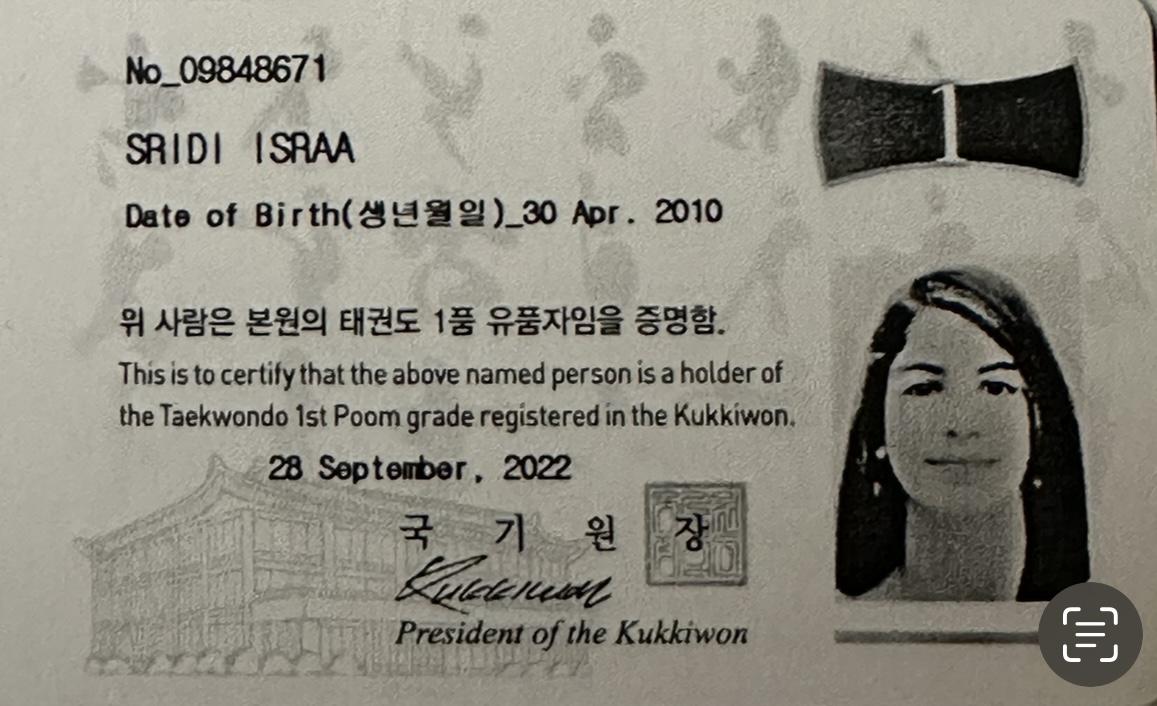 No_09848671
1
SRIDI ISRAA
Date of Birth(생년월일)_30 Apr. 2010
위 사람은 본원의 태권도 1품 유품자임을 증명함.
This is to certify that the above named person is a holder of
the Taekwondo 1st Poom grade registered in the Kukkiwon.
28 September, 2022
국 기 원 장
Kukkiwon
President of the Kukkiwon